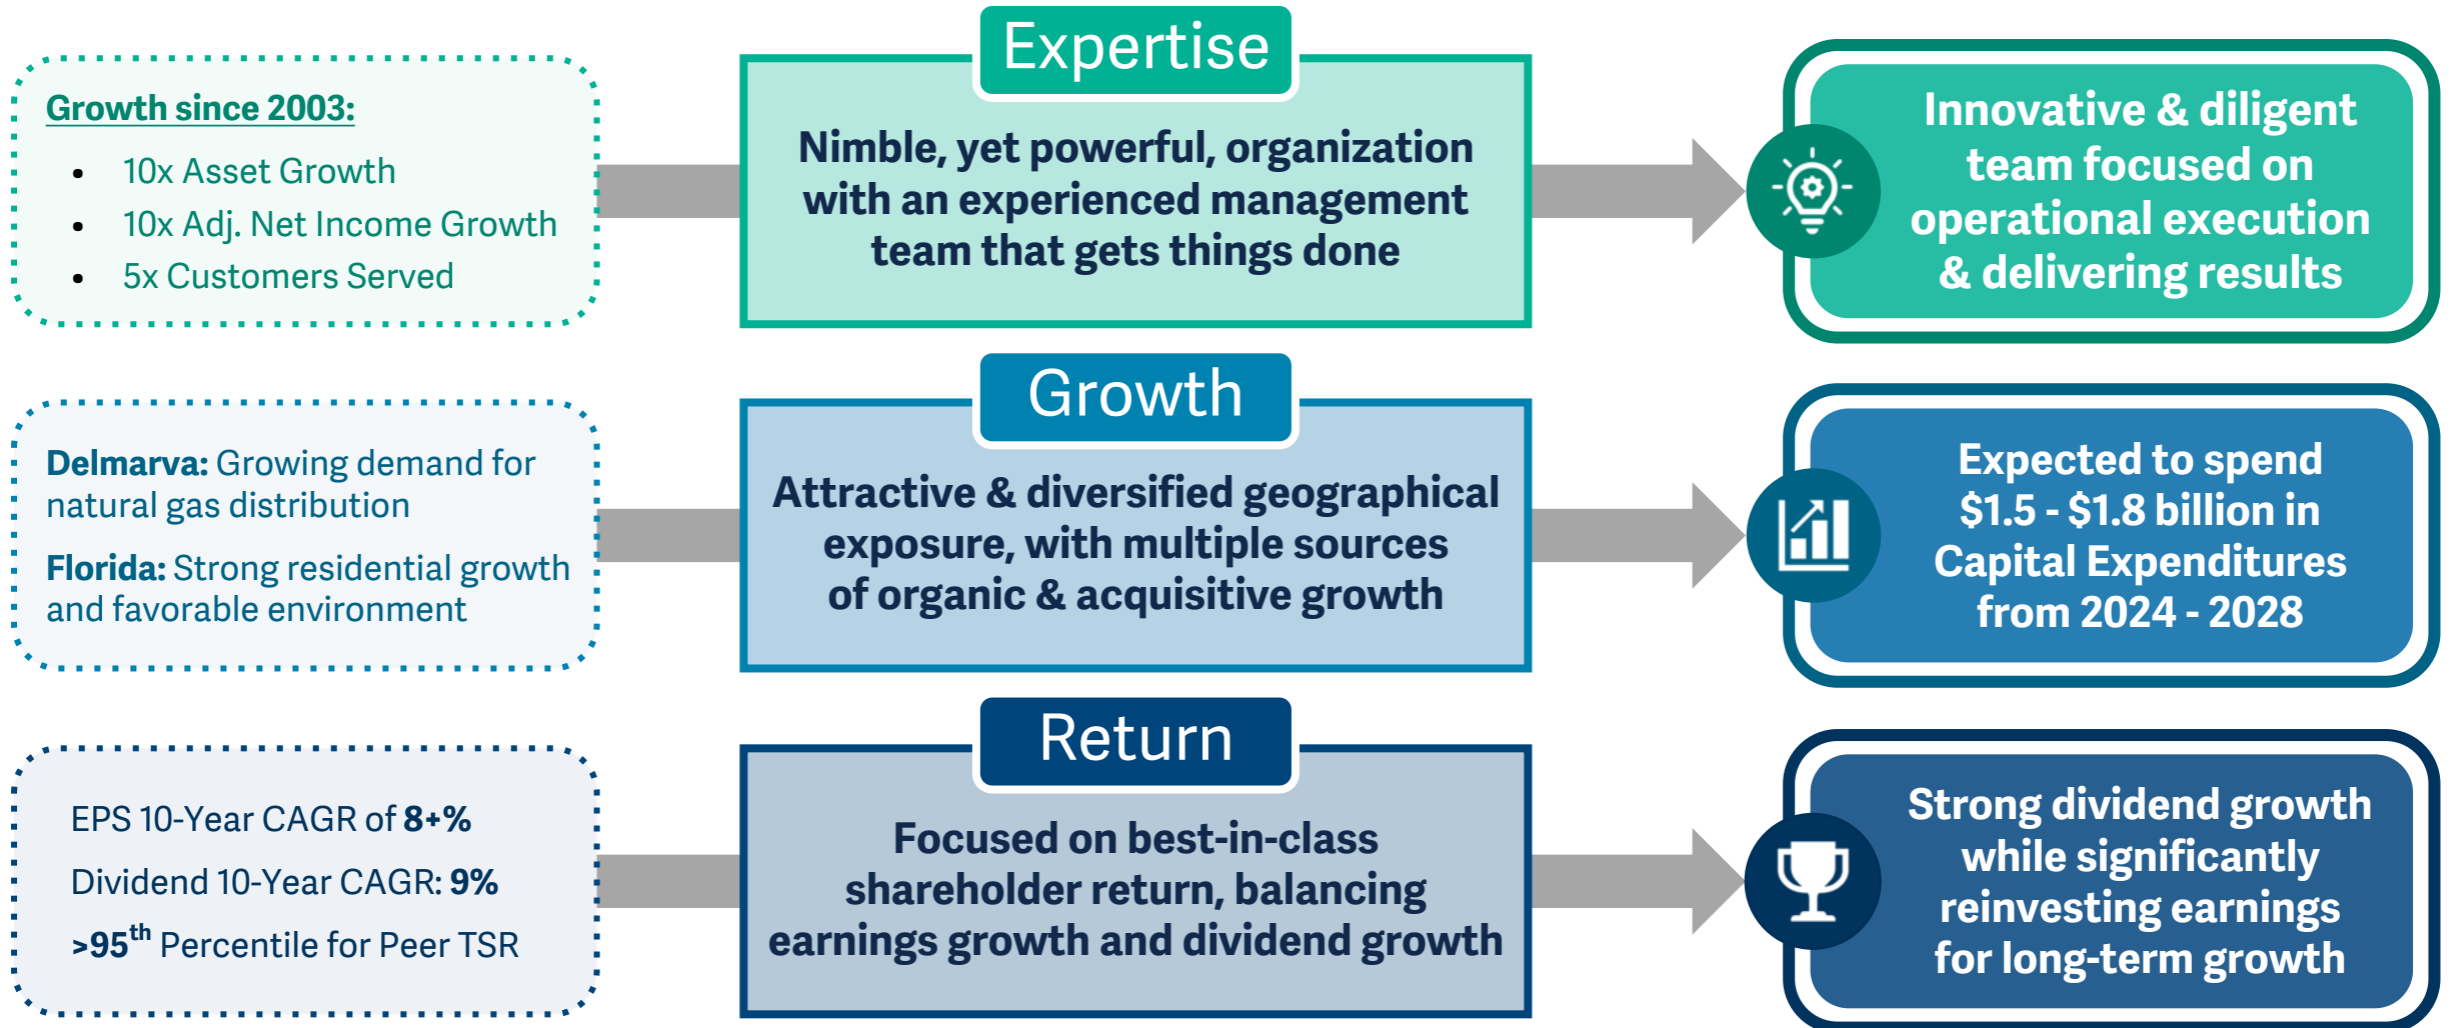 Growth since 2003:
• 10x Asset Growth
• 10x Adj. Net Income Growth
• 5x Customers Served
Expertise
Nimble, yet powerful, organization
with an experienced management
team that gets things done
Innovative & diligent
team focused on
operational execution
& delivering results
Delmarva: Growing demand for
natural gas distribution
Florida: Strong residential growth
and favorable environment
Growth
Attractive & diversified geographical
exposure, with multiple sources
of organic & acquisitive growth
Expected to spend
$1.5 - $1.8 billion in
Capital Expenditures
from 2024 - 2028
EPS 10-Year CAGR of 8+%
Dividend 10-Year CAGR: 9%
>95th Percentile for Peer TSR
Return
Focused on best-in-class
shareholder return, balancing
earnings growth and dividend growth
Strong dividend growth
while significantly
reinvesting earnings
for long-term growth